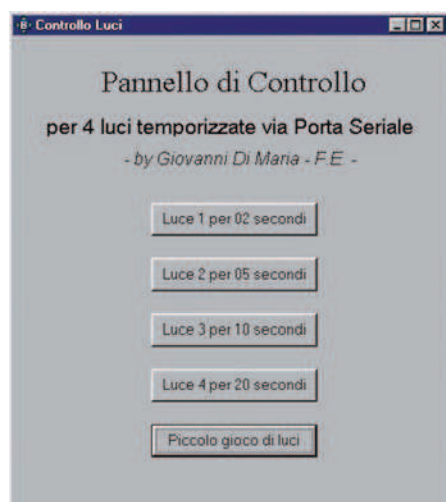 Controllo Luci
Pannello di Controllo
per 4 luci temporizzate via Porta Seriale
- by Giovanni Di Maria - F.E. -
Luce 1 per 02 secondi
Luce 2 per 05 secondi
Luce 3 per 10 secondi
Luce 4 per 20 secondi
Piccolo gioco di luci